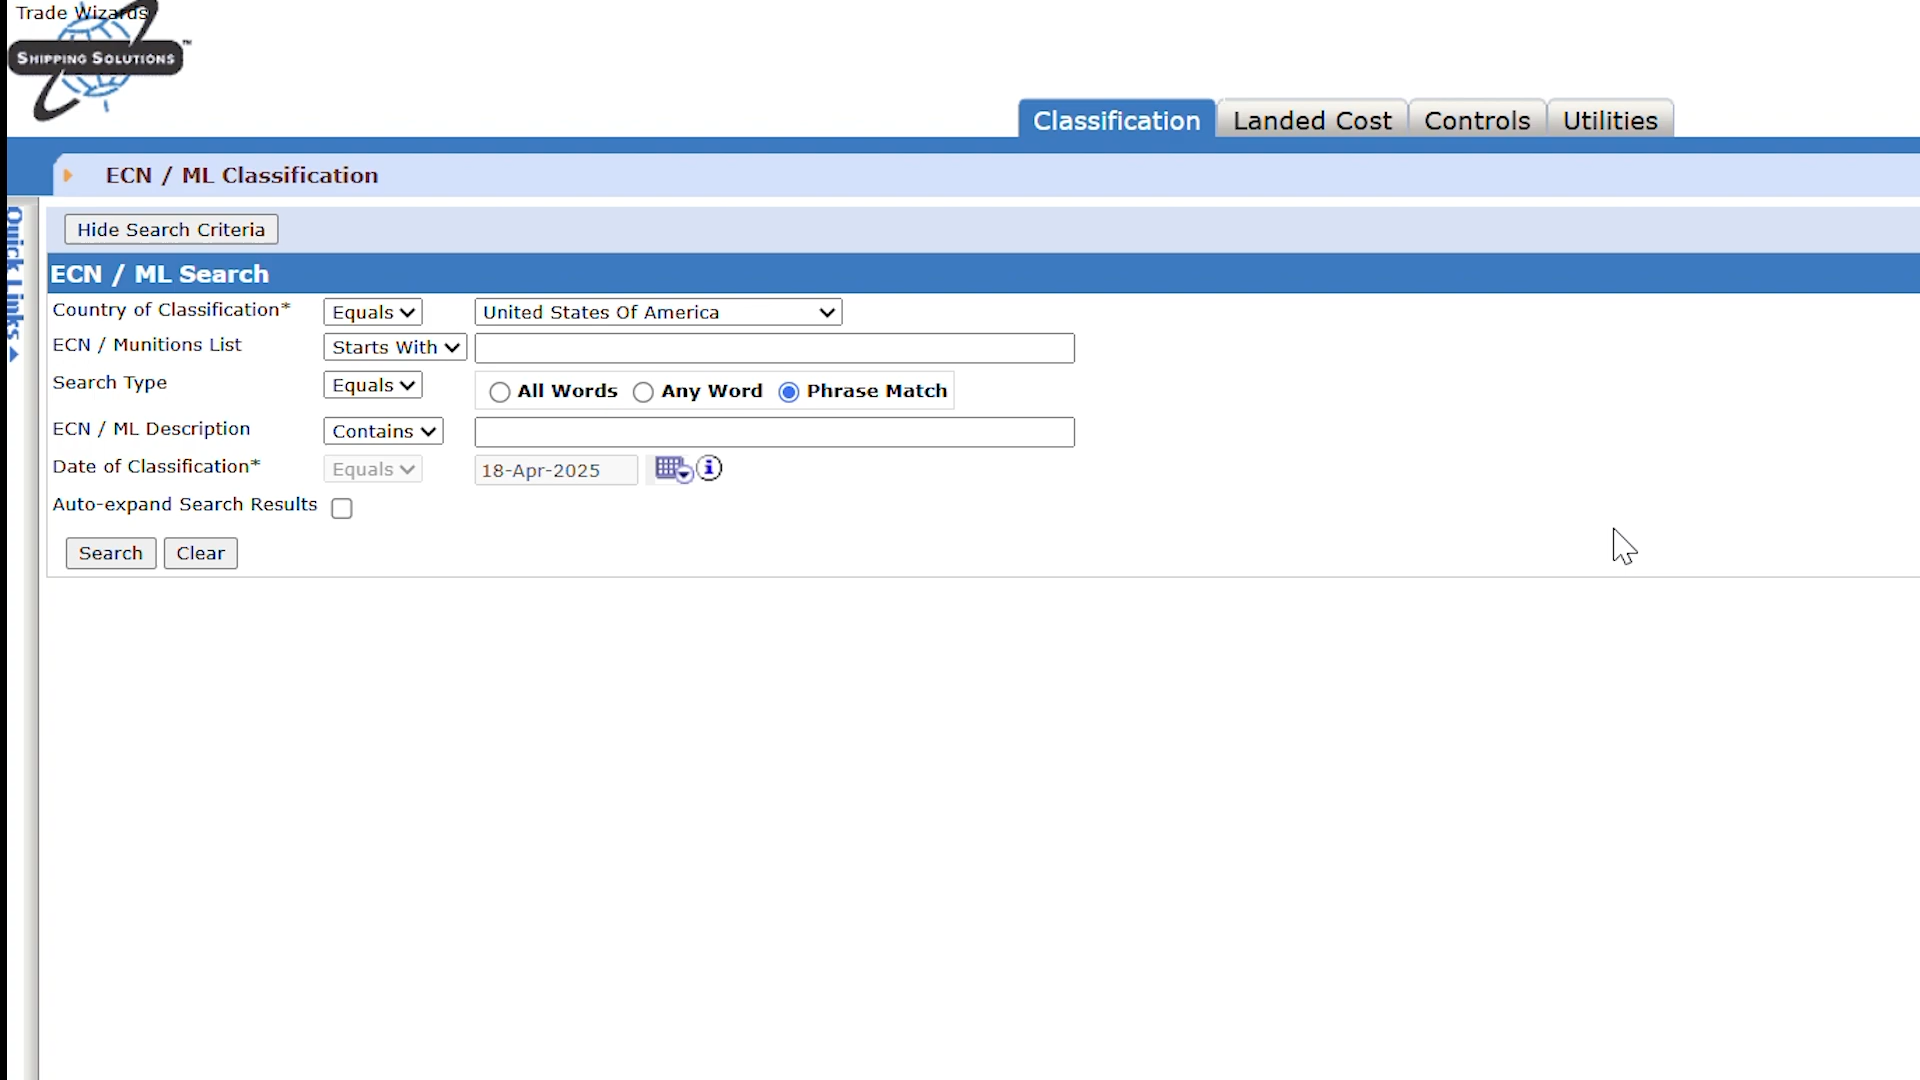 Trade Wizards
SHIPPING SOLUTIONS™
Classification Landed Cost Controls Utilities
ECN / ML Classification
Quick Links
Hide Search Criteria
ECN / ML Search
Country of Classification* Equals United States Of America
ECN / Munitions List Starts With
Search Type Equals All Words Any Word Phrase Match
ECN / ML Description Contains
Date of Classification* Equals 18-Apr-2025
Auto-expand Search Results
Search Clear